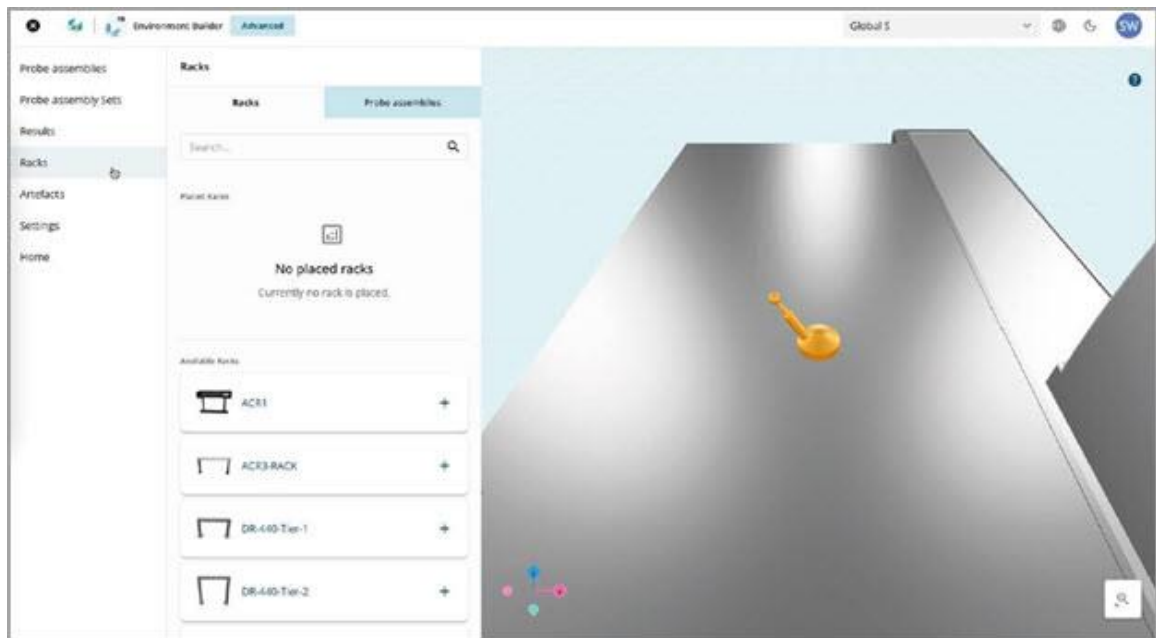 Environment Builder
Advanced
Global S
SW
Probe assemblies
Probe assembly Sets
Results
Racks
Artefacts
Settings
Home
Racks
Racks
Probe assemblies
Search...
Placed Racks
No placed racks
Currently no rack is placed.
Available Racks
ACR1
ACR3-RACK
DR-440-Tier-1
DR-440-Tier-2